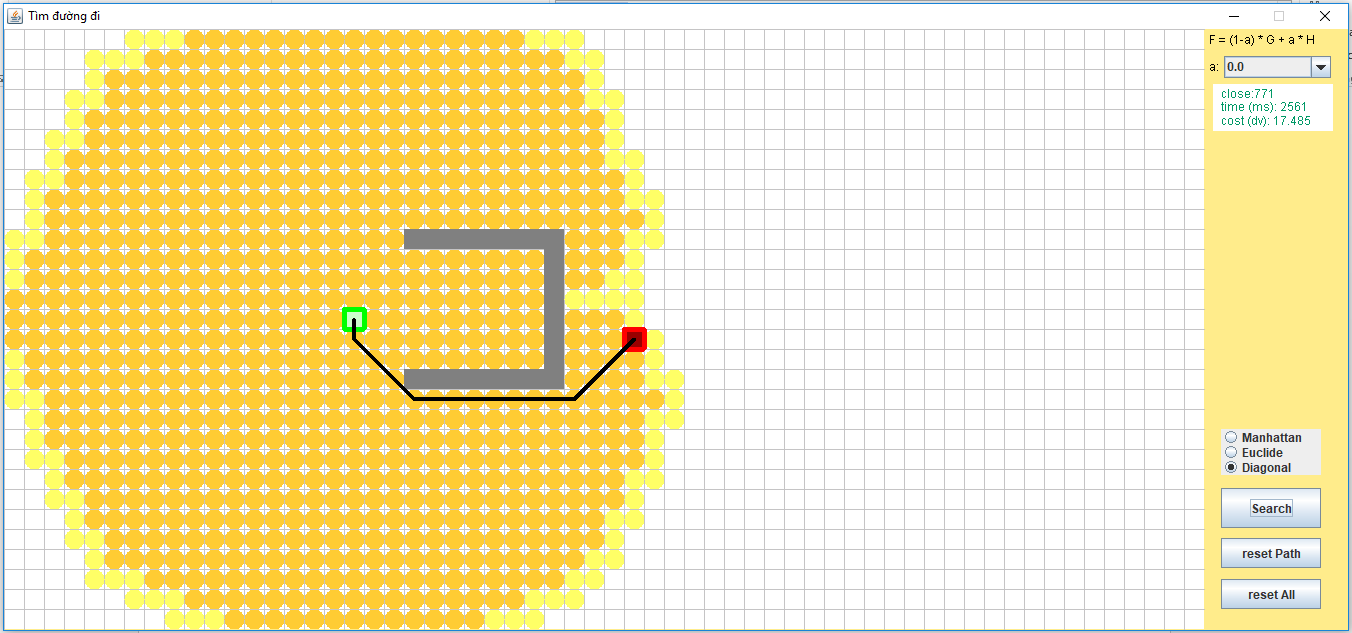 Tìm đường đi
F = (1-a) * G + a * H
a: 0.0
close:771
time (ms): 2561
cost (dv): 17.485
Manhattan
Euclide
Diagonal
Search
reset Path
reset All